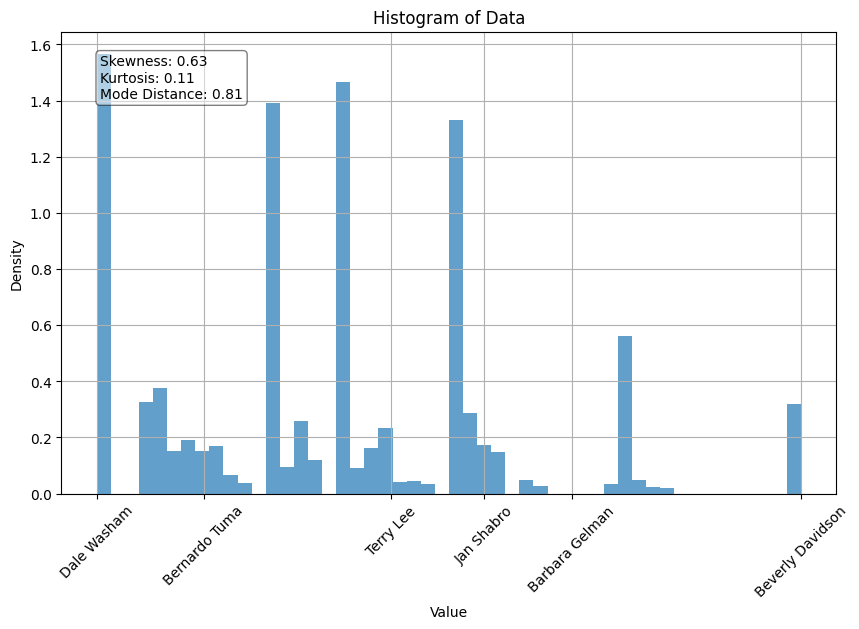 Histogram of Data
Skewness: 0.63
Kurtosis: 0.11
Mode Distance: 0.81
Density
1.6
1.4
1.2
1.0
0.8
0.6
0.4
0.2
0.0
Dale Washam
Bernardo Tuma
Terry Lee
Jan Shabro
Barbara Gelman
Beverly Davidson
Value